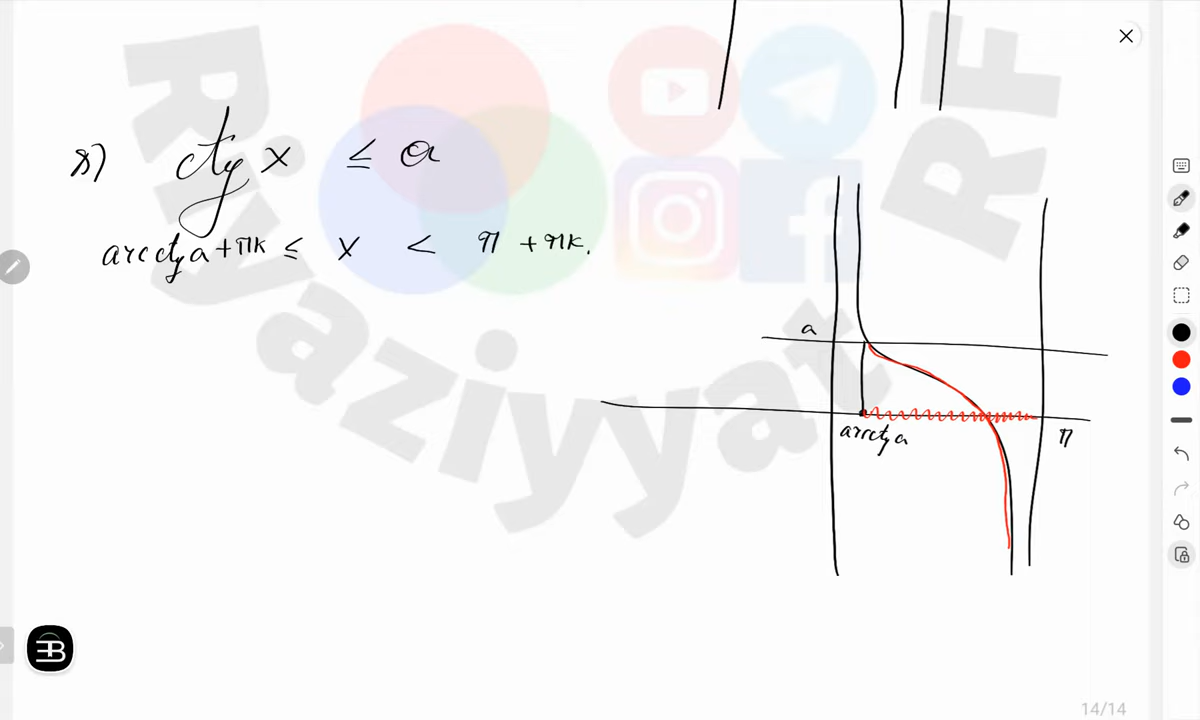 8) ctg x ≤ a
arcctg a + πk ≤ x < π + πk.
a
arcctg a
π
Riyaziyyat RF
14/14